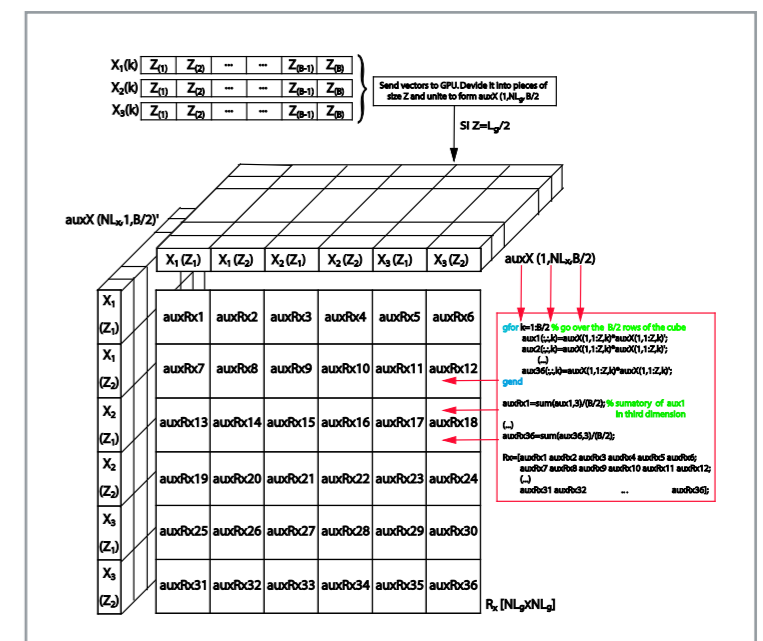 X1(k) Z(1) Z(2) ... ... Z(B-1) Z(B)
X2(k) Z(1) Z(2) ... ... Z(B-1) Z(B)
X3(k) Z(1) Z(2) ... ... Z(B-1) Z(B)
Send vectors to GPU. Devide it into pieces of
size Z and unite to form auxX (1,NLg, B/2
SI Z=Lg/2
auxX (NLx,1,B/2)'
X1 (Z1) X1 (Z2) X2 (Z1) X2 (Z2) X3 (Z1) X3 (Z2)
auxX (1,NLx,B/2)
X1
(Z1)
auxRx1 auxRx2 auxRx3 auxRx4 auxRx5 auxRx6
X1
(Z2)
auxRx7 auxRx8 auxRx9 auxRx10 auxRx11 auxRx12
X2
(Z1)
auxRx13 auxRx14 auxRx15 auxRx16 auxRx17 auxRx18
X2
(Z2)
auxRx19 auxRx20 auxRx21 auxRx22 auxRx23 auxRx24
X3
(Z1)
auxRx25 auxRx26 auxRx27 auxRx28 auxRx29 auxRx30
X3
(Z2)
auxRx31 auxRx32 auxRx33 auxRx34 auxRx35 auxRx36
Rx [NLgXNLg]
gfor k=1:B/2 % go over the B/2 rows of the cube
aux1(:,:,k)=auxX(1,1:Z,k)*auxX(1,1:Z,k)';
aux2(:,:,k)=auxX(1,1:Z,k)*auxX(1,1:Z,k)';
(...)
aux36(:,:,k)=auxX(1,1:Z,k)*auxX(1,1:Z,k)';
gend
auxRx1=sum(aux1,3)/(B/2); % sumatory of aux1
in third dimension
(...)
auxRx36=sum(aux36,3)/(B/2);
Rx=[auxRx1 auxRx2 auxRx3 auxRx4 auxRx5 auxRx6;
auxRx7 auxRx8 auxRx9 auxRx10 auxRx11 auxRx12;
(...)
auxRx31 auxRx32 ... auxRx36];